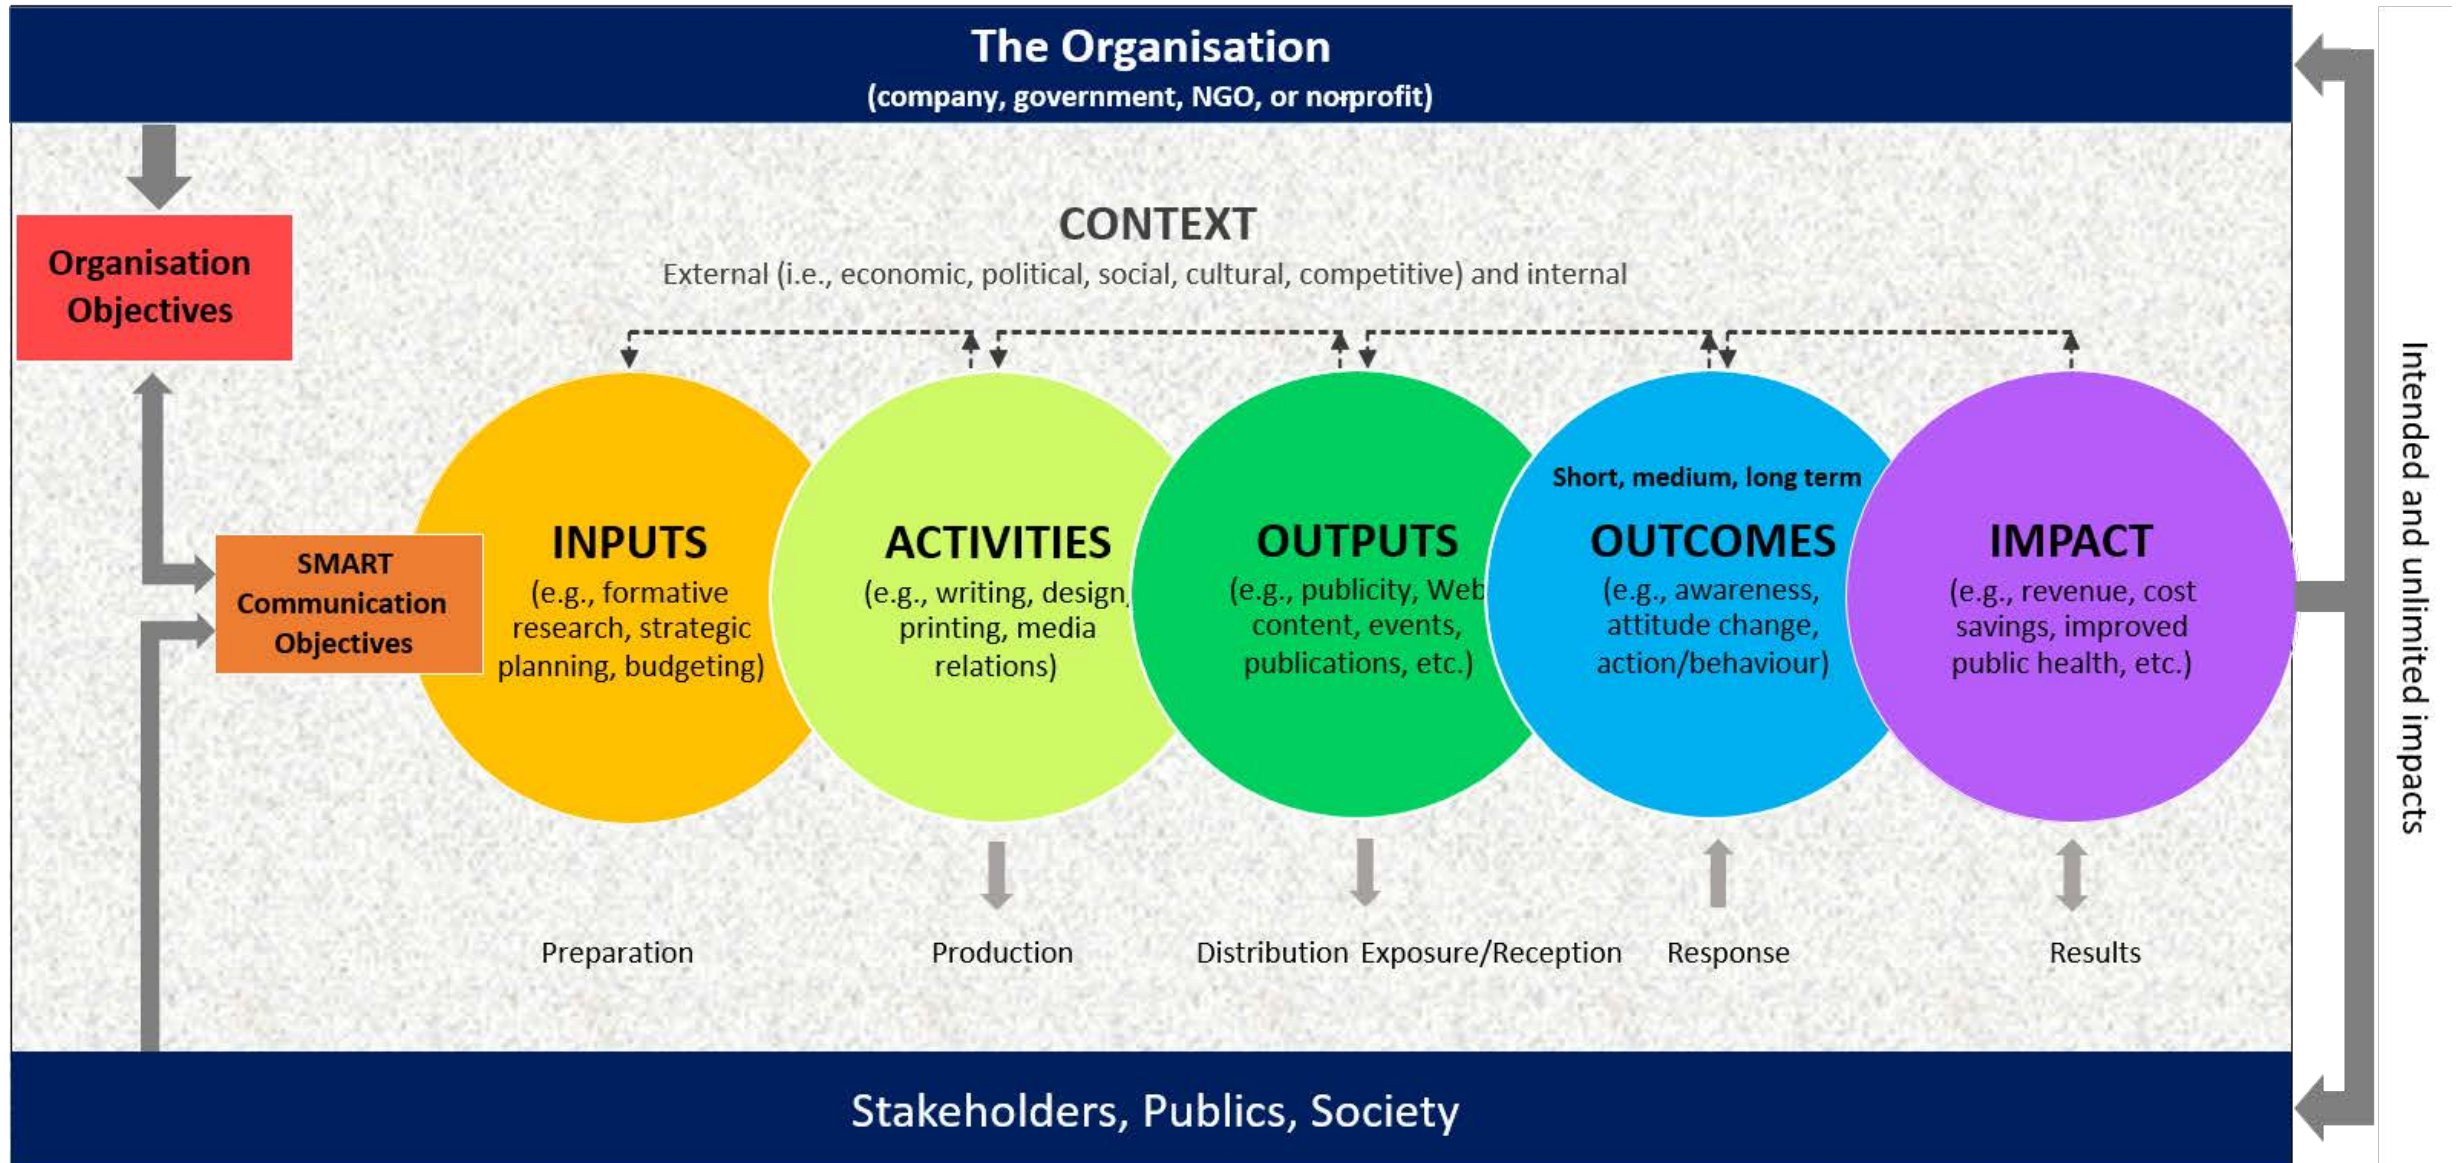 The Organisation
(company, government, NGO, or nonprofit)
CONTEXT
External (i.e., economic, political, social, cultural, competitive) and internal
Organisation
Objectives
SMART
Communication
Objectives
INPUTS
(e.g., formative
research, strategic
planning, budgeting)
ACTIVITIES
(e.g., writing, design,
printing, media
relations)
OUTPUTS
(e.g., publicity, Web
content, events,
publications, etc.)
Short, medium, long term
OUTCOMES
(e.g., awareness,
attitude change,
action/behaviour)
IMPACT
(e.g., revenue, cost
savings, improved
public health, etc.)
Preparation
Production
Distribution Exposure/Reception
Response
Results
Intended and unlimited impacts
Stakeholders, Publics, Society